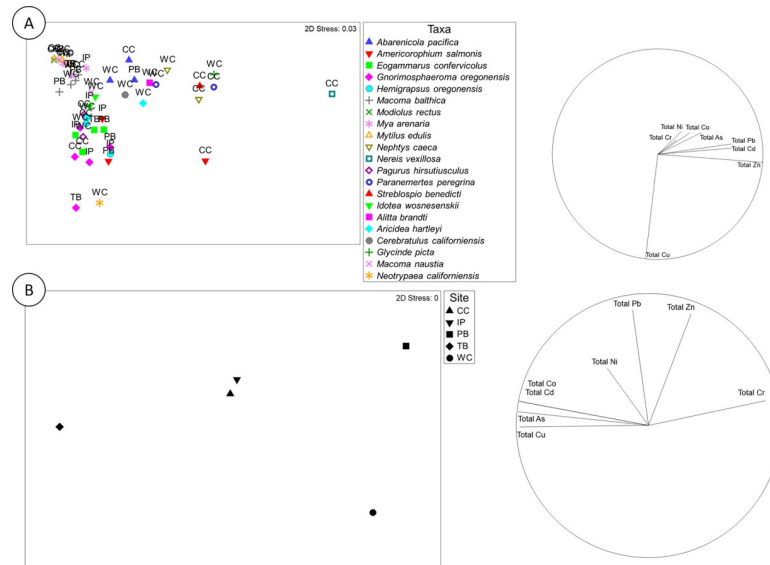 A
2D Stress: 0.03
CC
WC
WC
PB
WC
WC
WC
WC
CC
CC
WC
CC
IP
PB
WC
WC
IP
IP
PB
IP
CC
IP
CC
TB
WC
Taxa
Abarenicola pacifica
Americorophium salmonis
Eogammarus confervicolus
Gnorimosphaeroma oregonensis
Hemigrapsus oregonensis
Macoma balthica
Modiolus rectus
Mya arenaria
Mytilus edulis
Nephtys caeca
Nereis vexillosa
Pagurus hirsutiusculus
Paranemertes peregrina
Streblospio benedicti
Idotea wosnesenskii
Alitta brandti
Aricidea hartleyi
Cerebratulus californiensis
Glycinde picta
Macoma naustia
Neotrypaea californiensis
Total Ni
Total Co
Total Cr
Total As
Total Pb
Total Cd
Total Zn
Total Cu
B
2D Stress: 0
Site
CC
IP
PB
TB
WC
Total Pb
Total Zn
Total Ni
Total Co
Total Cd
Total Cr
Total As
Total Cu